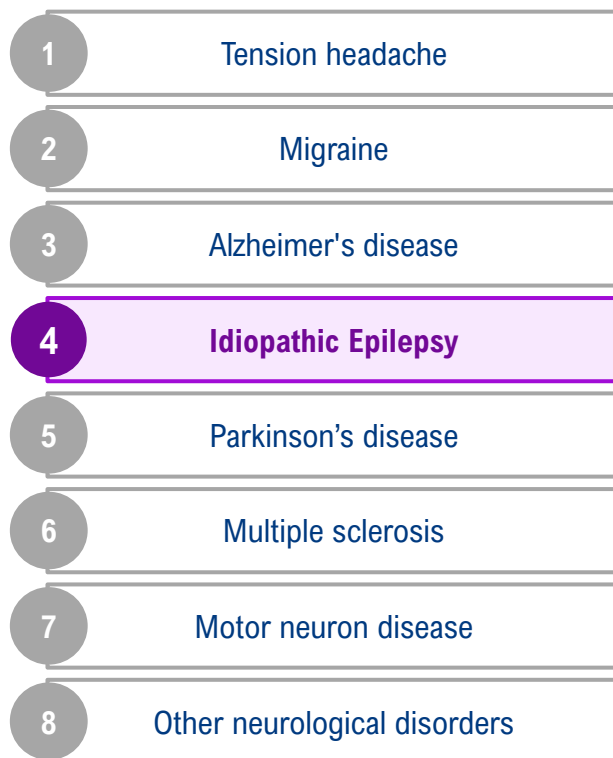 1 Tension headache
2 Migraine
3 Alzheimer's disease
4 Idiopathic Epilepsy
5 Parkinson’s disease
6 Multiple sclerosis
7 Motor neuron disease
8 Other neurological disorders